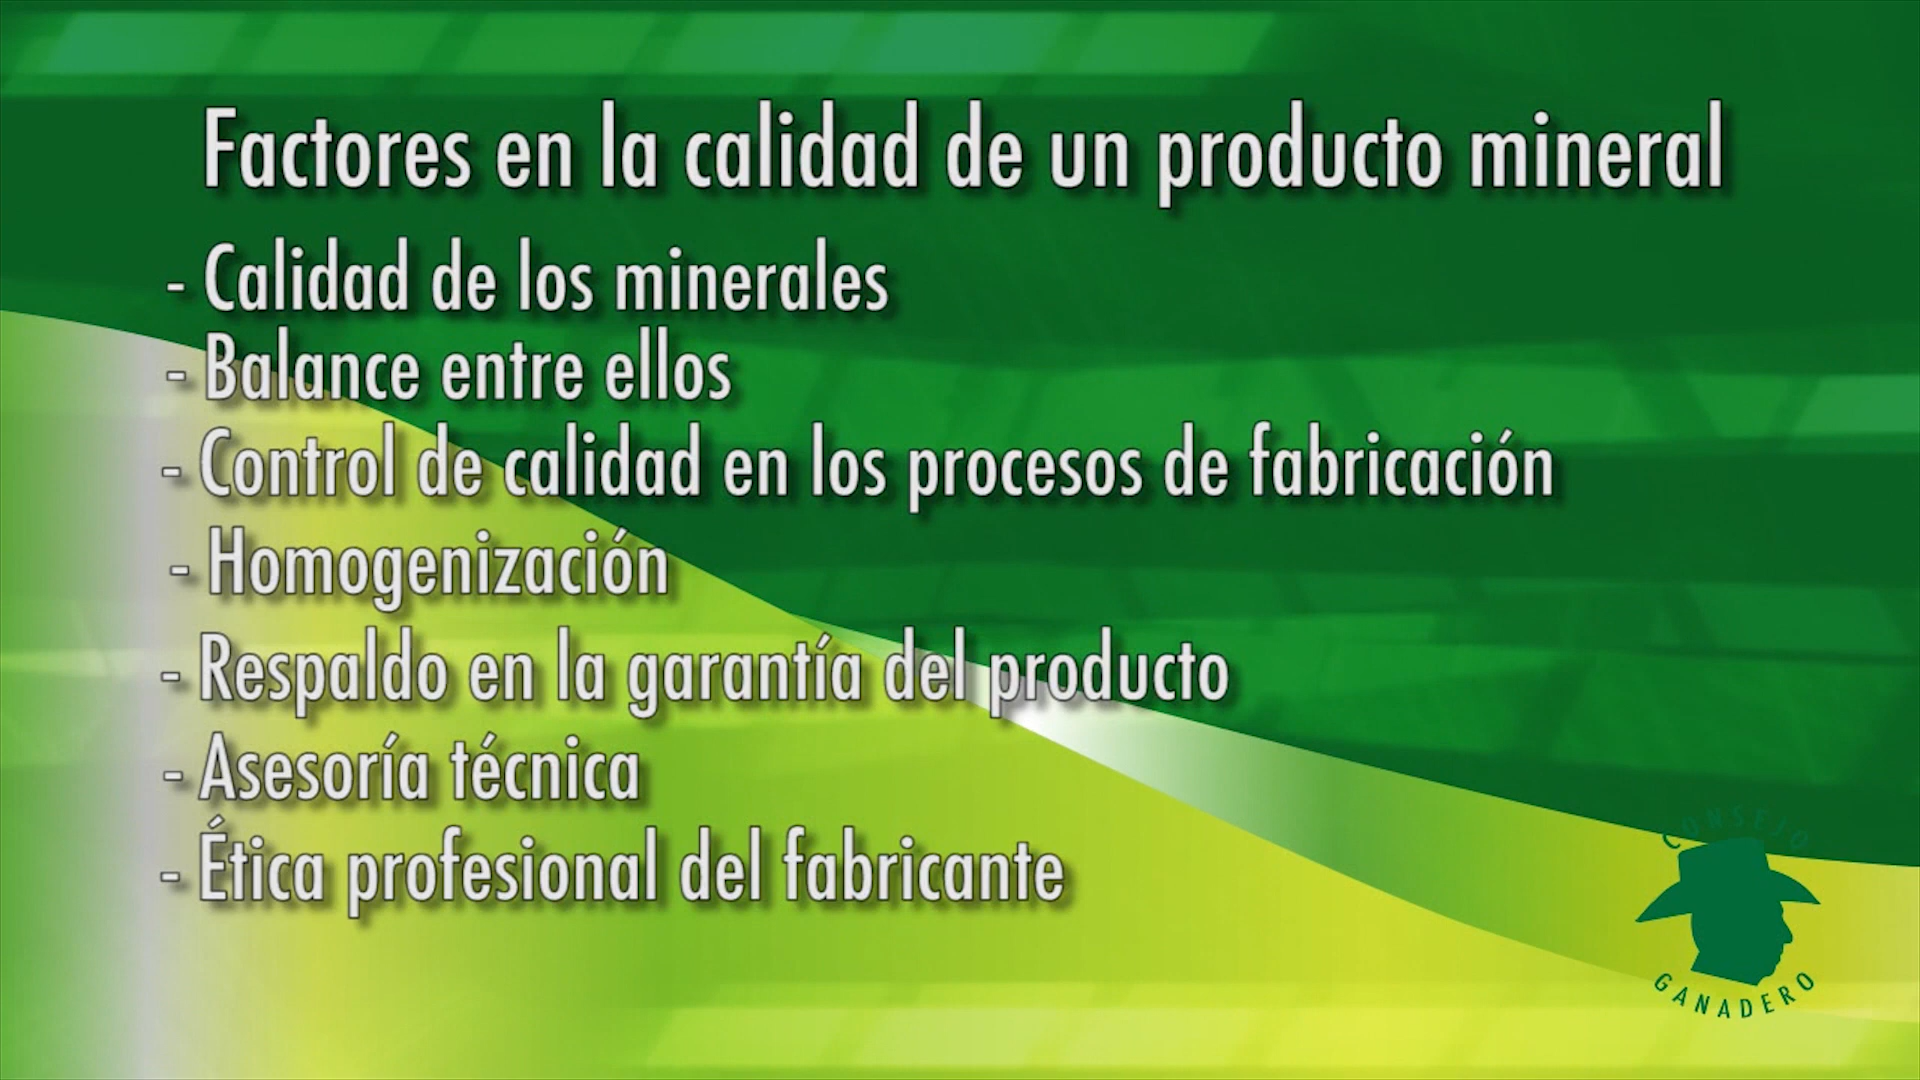 Factores en la calidad de un producto mineral
- Calidad de los minerales
- Balance entre ellos
- Control de calidad en los procesos de fabricación
- Homogenización
- Respaldo en la garantía del producto
- Asesoría técnica
- Ética profesional del fabricante
CONSEJO
GANADERO